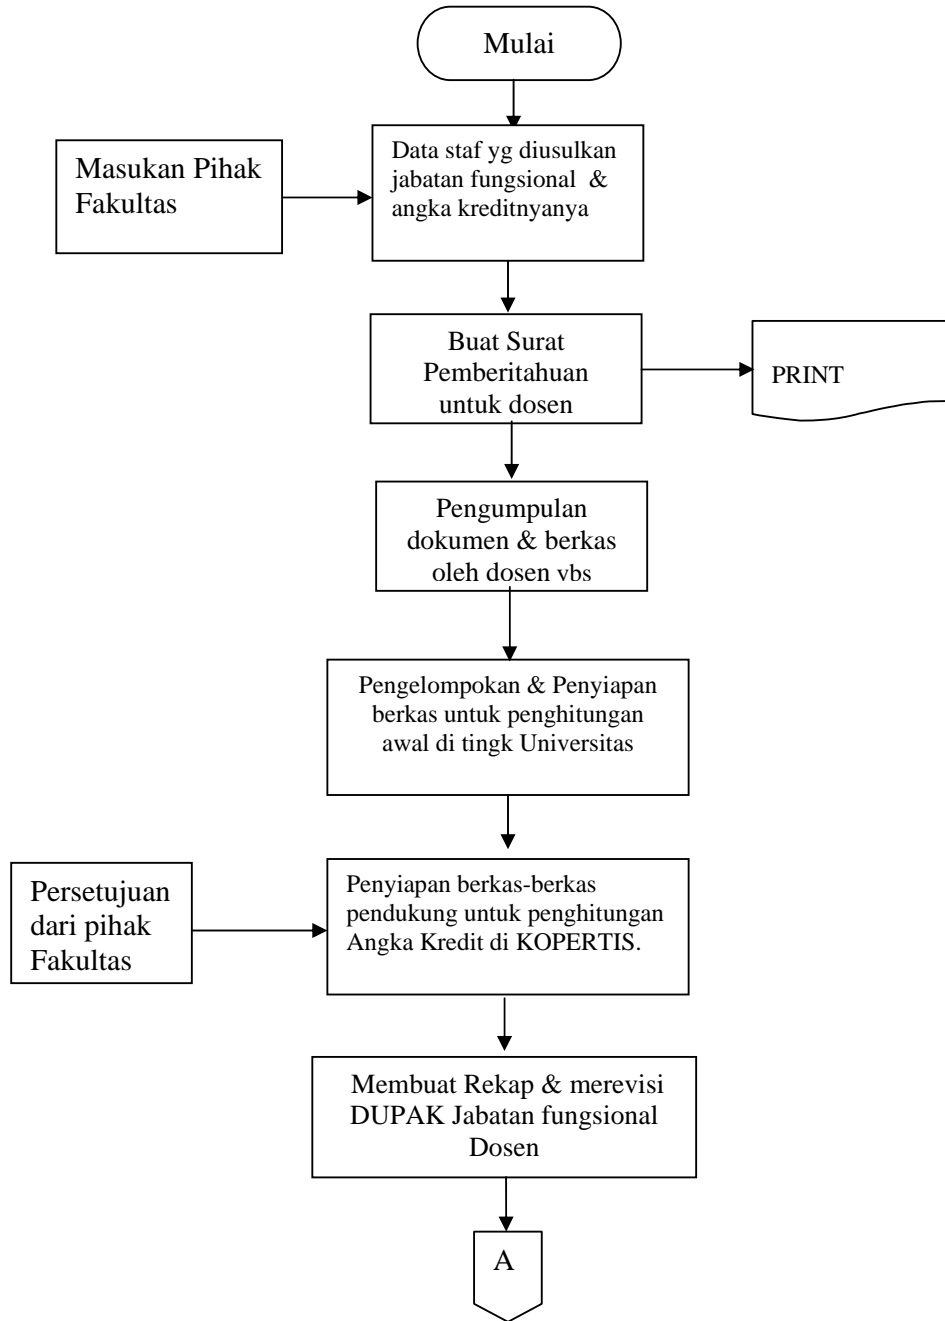 Mulai
Masukan Pihak
Fakultas
Data staf yg diusulkan
jabatan fungsional &
angka kreditnyanya
Buat Surat
Pemberitahuan
untuk dosen
PRINT
Pengumpulan
dokumen & berkas
oleh dosen vbs
Pengelompokan & Penyiapan
berkas untuk penghitungan
awal di tingk Universitas
Persetujuan
dari pihak
Fakultas
Penyiapan berkas-berkas
pendukung untuk penghitungan
Angka Kredit di KOPERTIS.
Membuat Rekap & merevisi
DUPAK Jabatan fungsional
Dosen
A